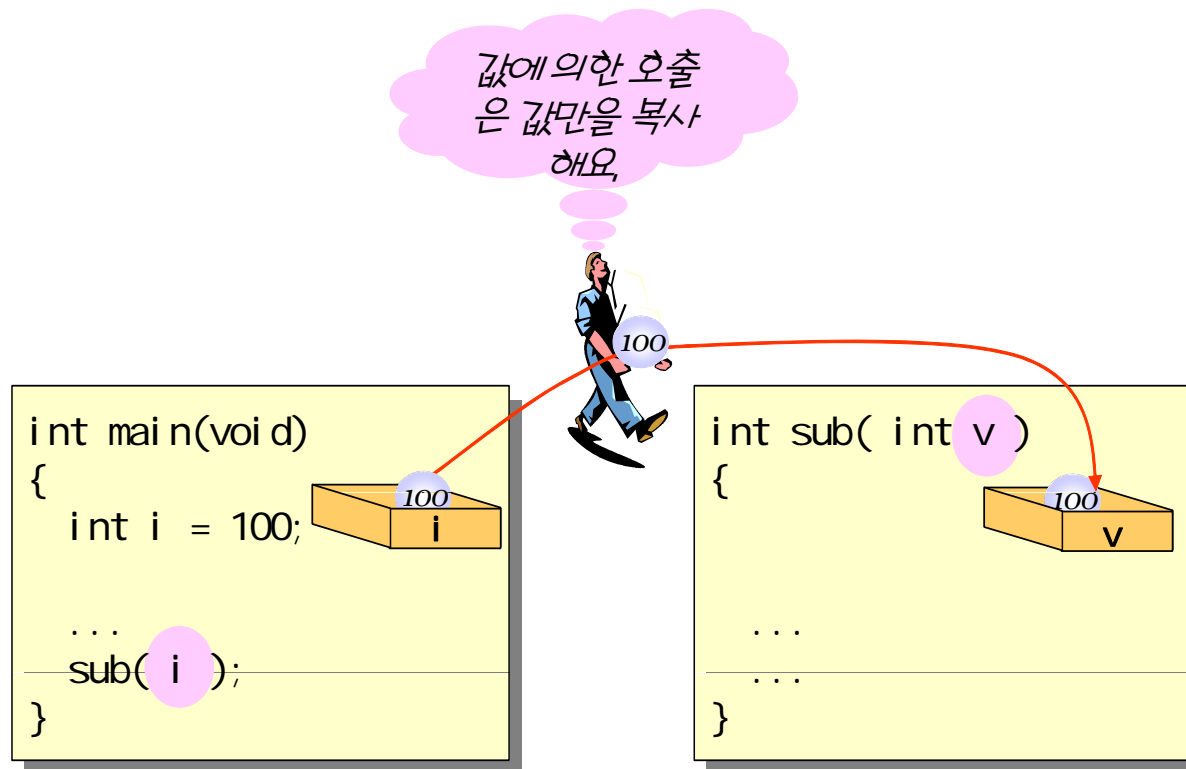 값에 의한 호출
은 값만을 복사
해요,
100
int main(void)
{
100
int i = 100;
i
...
sub( i );
}
int sub( int v )
{
100
v
...
...
}